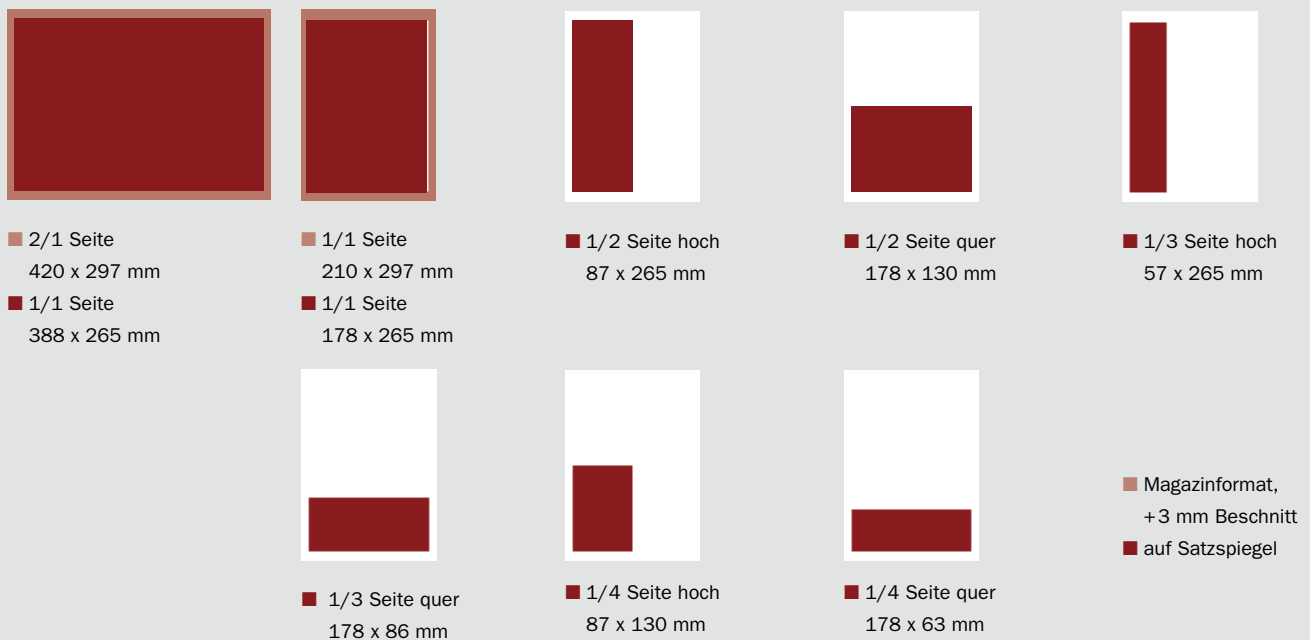 2/1 Seite
420 x 297 mm
1/1 Seite
388 x 265 mm
1/1 Seite
210 x 297 mm
1/1 Seite
178 x 265 mm
1/2 Seite hoch
87 x 265 mm
1/2 Seite quer
178 x 130 mm
1/3 Seite hoch
57 x 265 mm
1/3 Seite quer
178 x 86 mm
1/4 Seite hoch
87 x 130 mm
1/4 Seite quer
178 x 63 mm
Magazinformat,
+3 mm Beschnitt
auf Satzspiegel